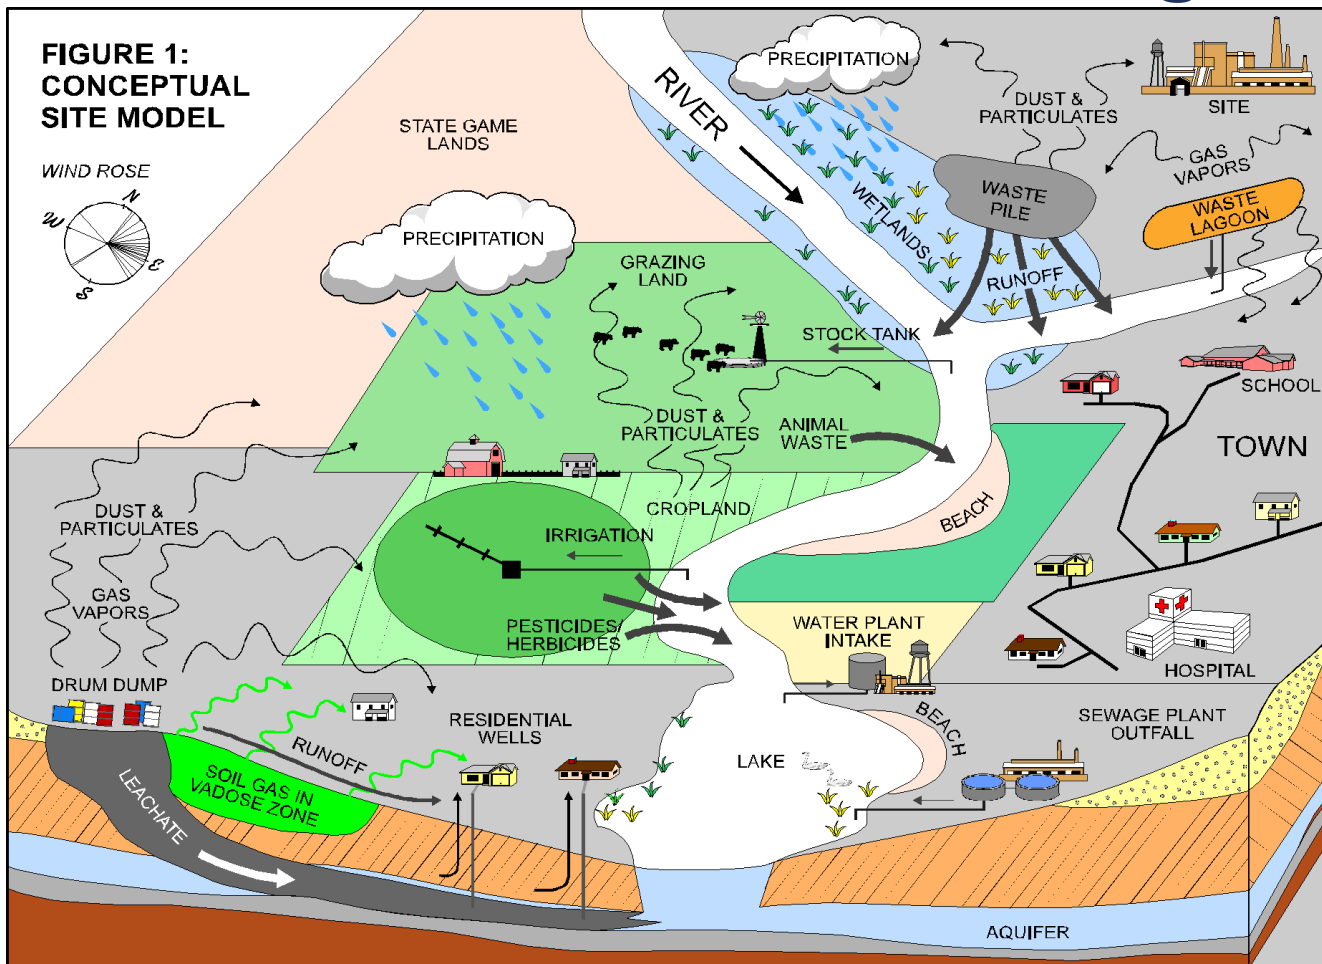 FIGURE 1:
CONCEPTUAL
SITE MODEL
WIND ROSE
N
W
E
S
STATE GAME
LANDS
RIVER
PRECIPITATION
DUST &
PARTICULATES
SITE
GAS
VAPORS
WASTE
PILE
WASTE
LAGOON
WETLANDS
RUNOFF
PRECIPITATION
GRAZING
LAND
STOCK TANK
SCHOOL
TOWN
DUST &
PARTICULATES
ANIMAL
WASTE
BEACH
CROPLAND
IRRIGATION
DUST &
PARTICULATES
GAS
VAPORS
PESTICIDES/
HERBICIDES
WATER PLANT
INTAKE
HOSPITAL
DRUM DUMP
RUNOFF
RESIDENTIAL
WELLS
BEACH
SEWAGE PLANT
OUTFALL
LAKE
SOIL GAS IN
VADOSE ZONE
LEACHATE
AQUIFER